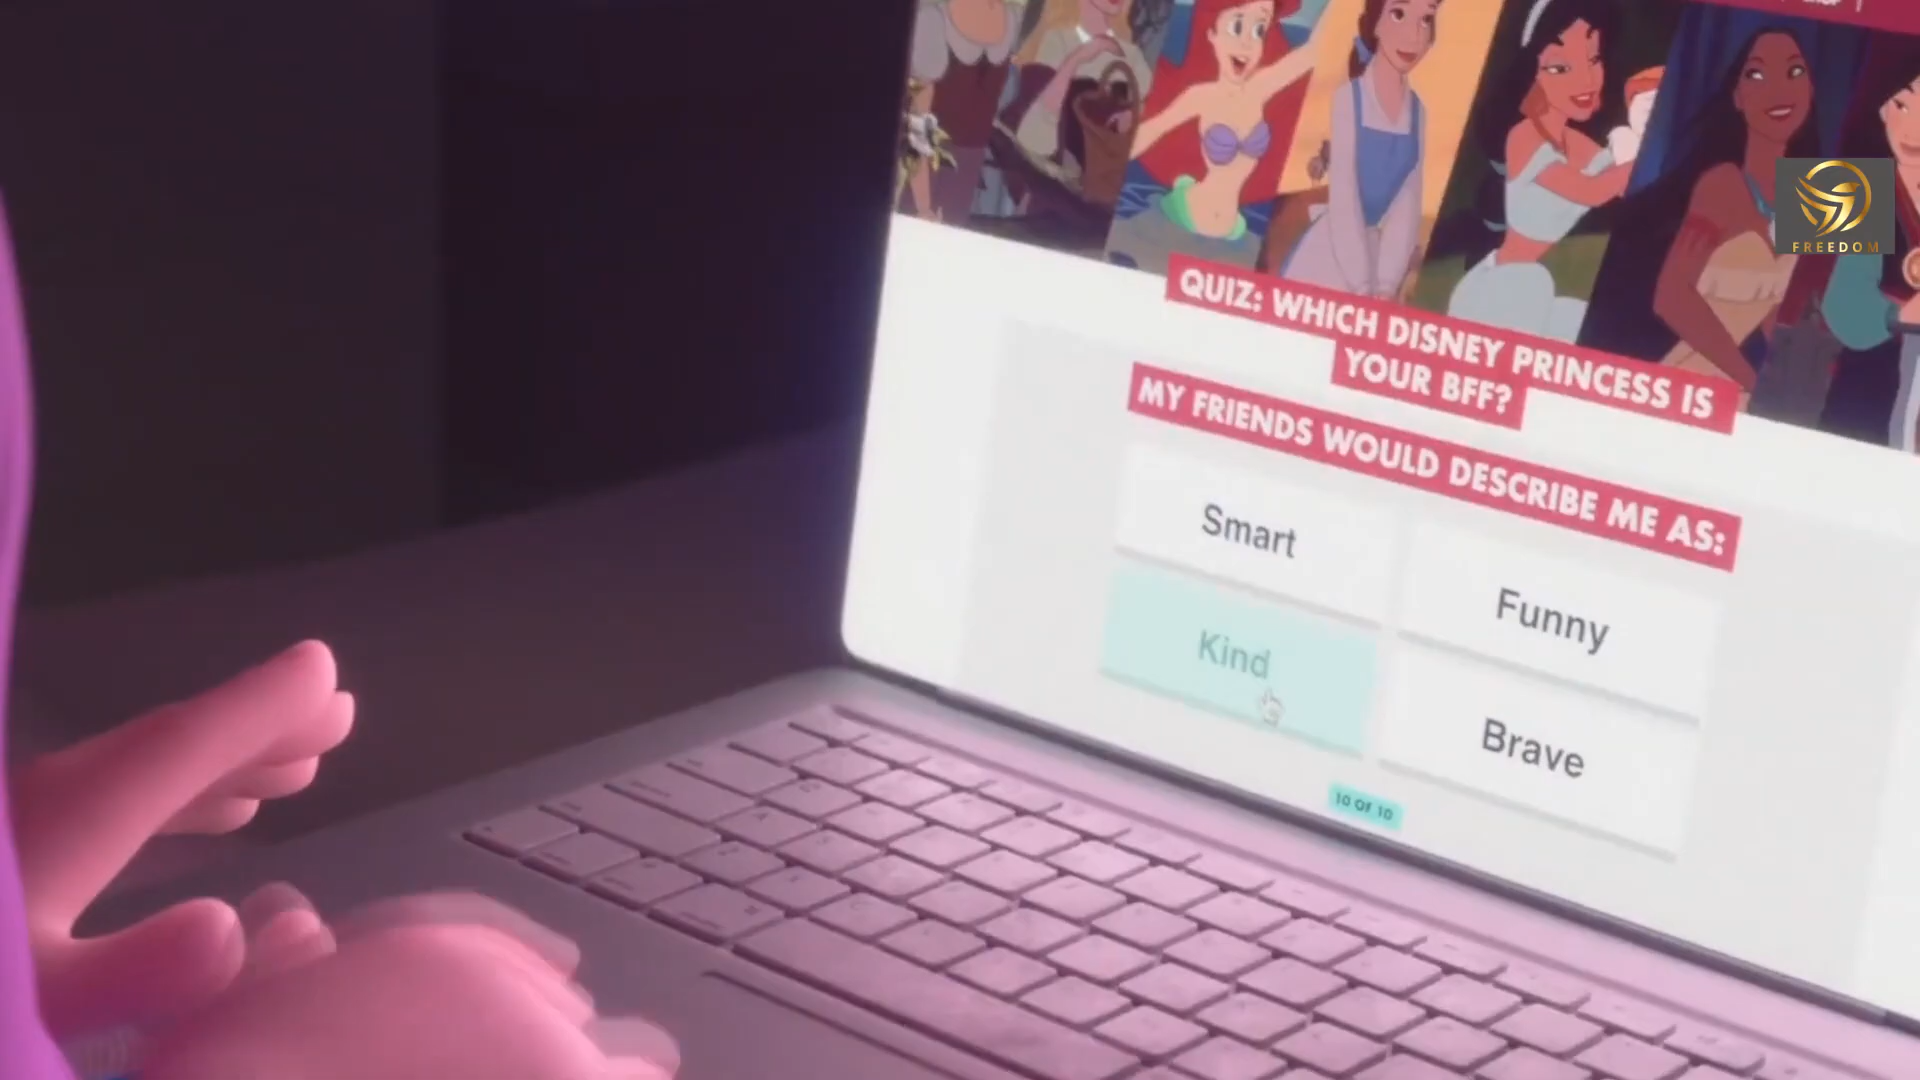 FREEDOM
QUIZ: WHICH DISNEY PRINCESS IS
YOUR BFF?
MY FRIENDS WOULD DESCRIBE ME AS:
Smart
Funny
Kind
Brave
10 OF 10